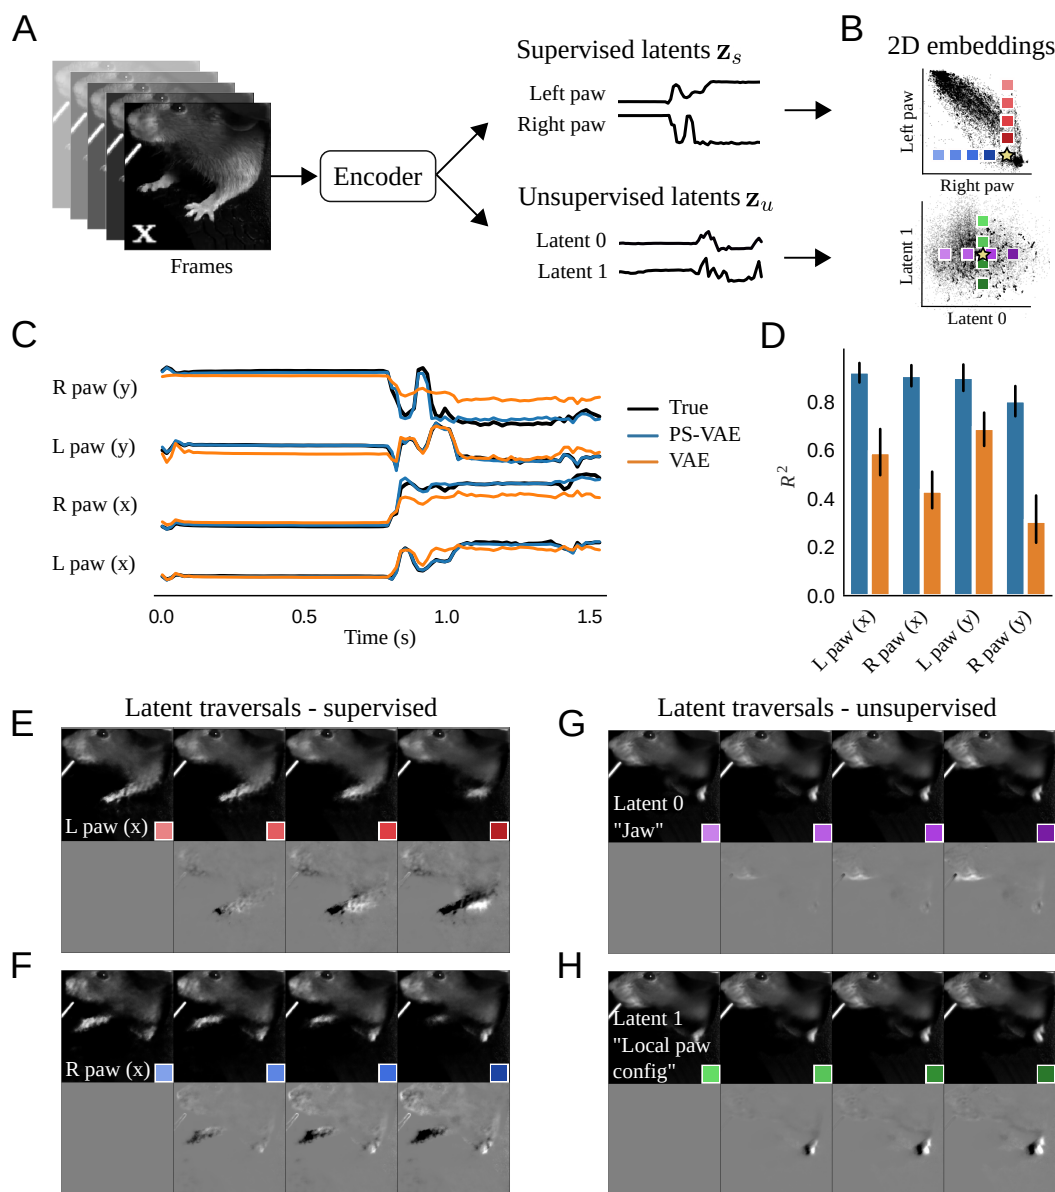 A
Supervised latents zₛ
Left paw
Right paw
Encoder
Unsupervised latents zᵤ
Latent 0
Latent 1
X
Frames
B
2D embeddings
Left paw
Right paw
Latent 1
Latent 0
C
R paw (y)
L paw (y)
R paw (x)
L paw (x)
True
PS-VAE
VAE
0.0
0.5
1.0
1.5
Time (s)
D
R²
0.8
0.6
0.4
0.2
0.0
L paw (x)
R paw (x)
L paw (y)
R paw (y)
Latent traversals - supervised
E
L paw (x)
F
R paw (x)
Latent traversals - unsupervised
G
Latent 0
"Jaw"
H
Latent 1
"Local paw
config"